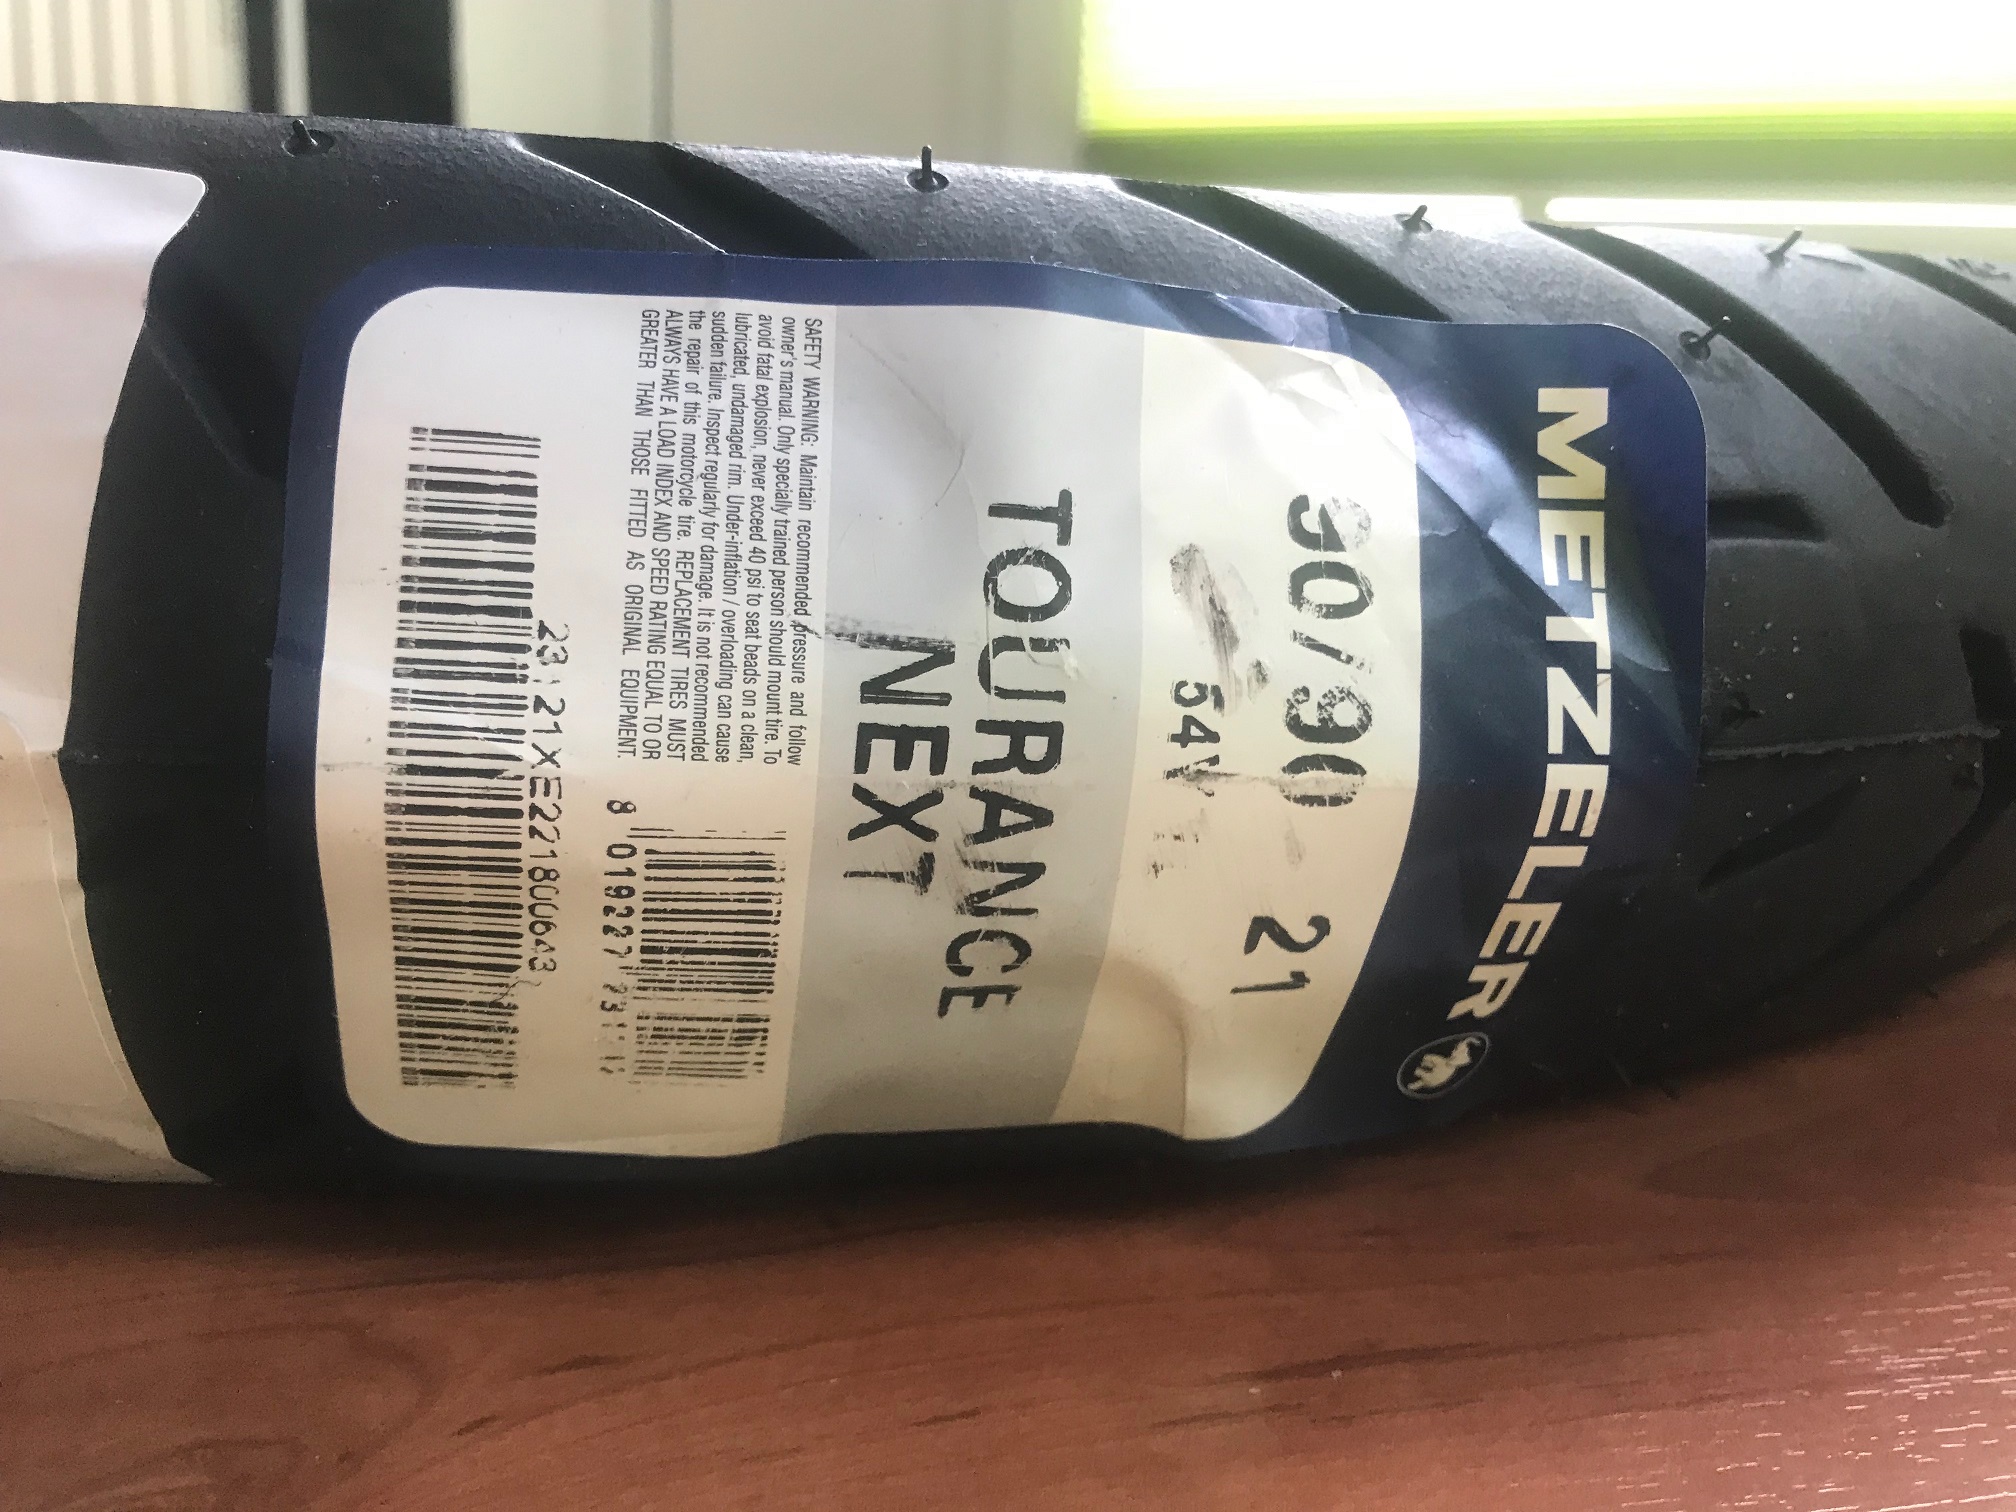 METZELER
90/90 21
54V
TOURANCE
NEXT
SAFETY WARNING: Maintain recommended pressure and follow
owner's manual. Only specially trained person should mount tire. To
avoid fatal explosion, never exceed 40 psi to seat beads on a clean,
lubricated, undamaged rim. Under-inflation / overloading can cause
sudden failure. Inspect regularly for damage. It is not recommended
the repair of this motorcycle tire. REPLACEMENT TIRES MUST
ALWAYS HAVE A LOAD INDEX AND SPEED RATING EQUAL TO OR
GREATER THAN THOSE FITTED AS ORIGINAL EQUIPMENT.
8 019227